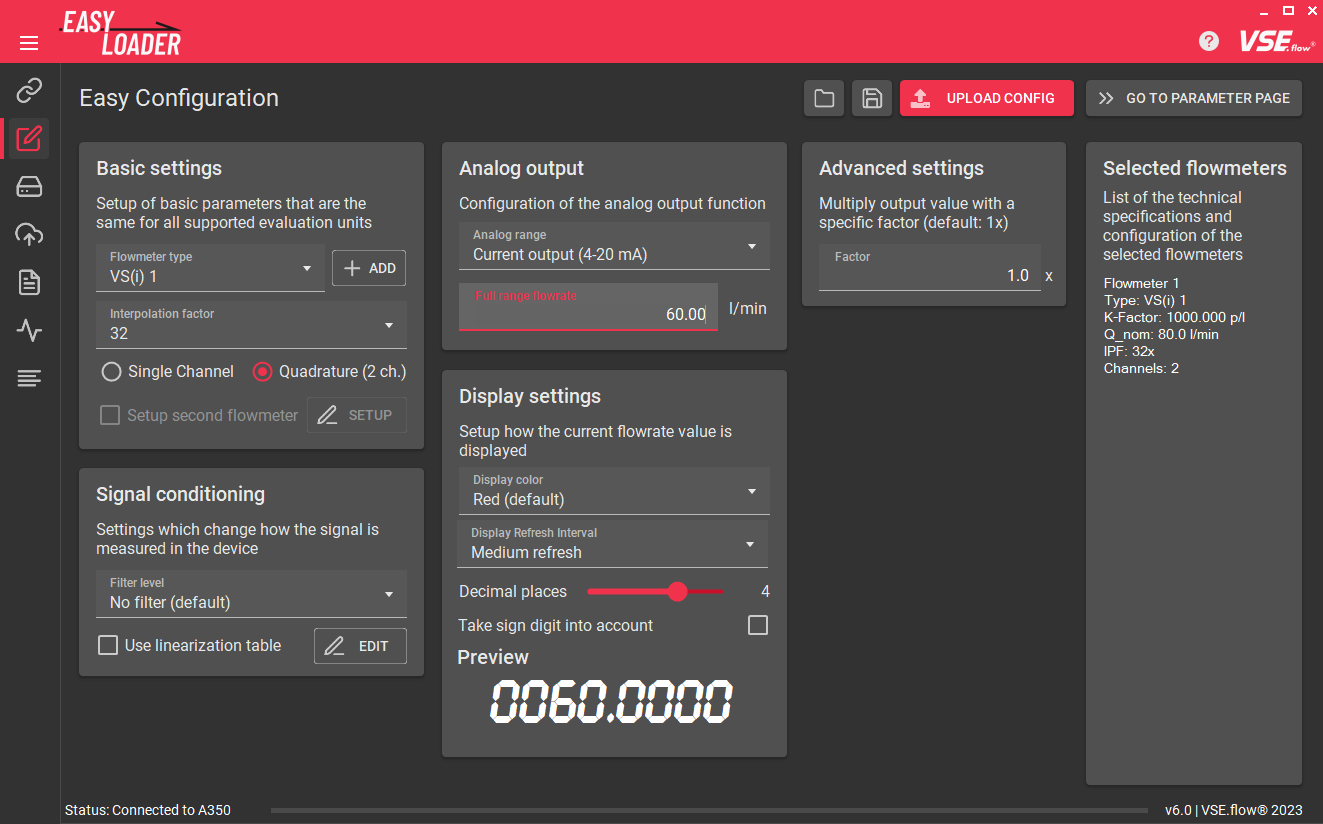 EASY
LOADER
?
VSE.flow®
Easy Configuration
UPLOAD CONFIG
GO TO PARAMETER PAGE
Basic settings
Setup of basic parameters that are the
same for all supported evaluation units
Flowmeter type
VS(i) 1
ADD
Interpolation factor
32
Single Channel
Quadrature (2 ch.)
Setup second flowmeter
SETUP
Signal conditioning
Settings which change how the signal is
measured in the device
Filter level
No filter (default)
Use linearization table
EDIT
Analog output
Configuration of the analog output function
Analog range
Current output (4-20 mA)
Full range flowrate
60.00
l/min
Display settings
Setup how the current flowrate value is
displayed
Display color
Red (default)
Display Refresh Interval
Medium refresh
Decimal places
4
Take sign digit into account
Preview
0060.0000
Advanced settings
Multiply output value with a
specific factor (default: 1x)
Factor
1.0 x
Selected flowmeters
List of the technical
specifications and
configuration of the
selected flowmeters
Flowmeter 1
Type: VS(i) 1
K-Factor: 1000.000 p/l
Q_nom: 80.0 l/min
IPF: 32x
Channels: 2
Status: Connected to A350
v6.0 | VSE.flow® 2023